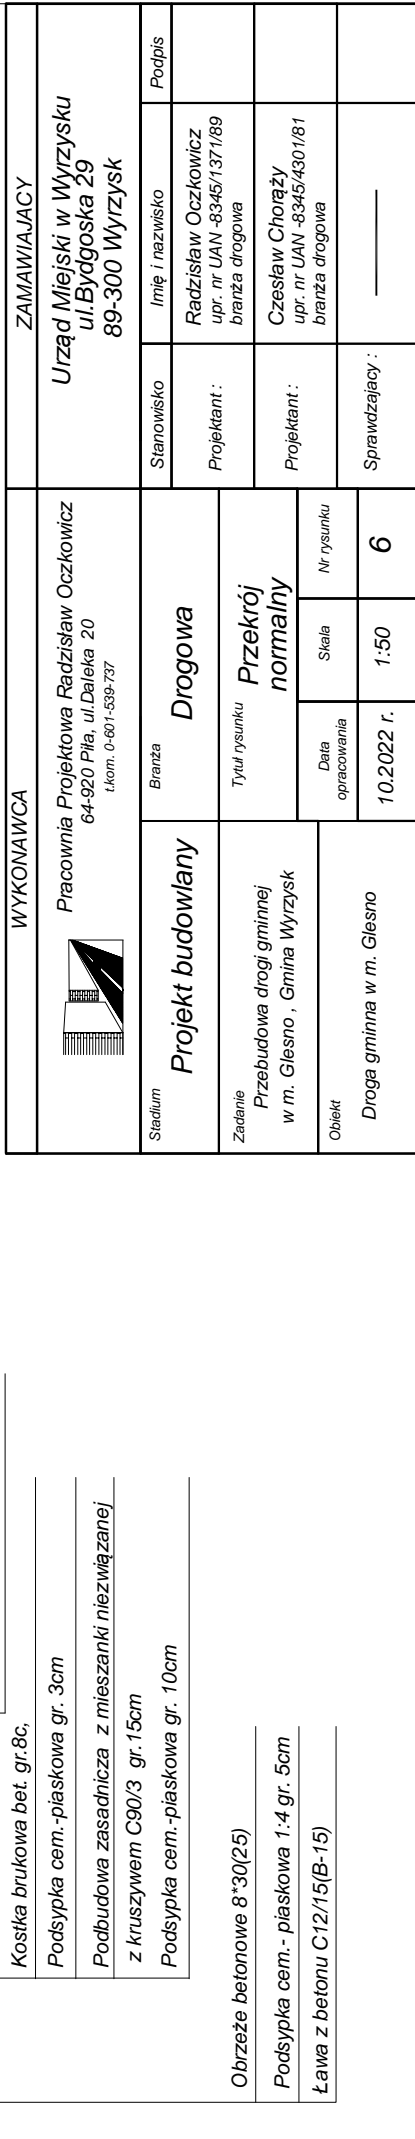 Kostka brukowa bet. gr.8c,
Podsypka cem.-piaskowa gr. 3cm
Podbudowa zasadnicza z mieszanki niezwiązanej
z kruszywem C90/3 gr.15cm
Podsypka cem.-piaskowa gr. 10cm
Obrzeże betonowe 8*30(25)
Podsypka cem.- piaskowa 1:4 gr. 5cm
Ława z betonu C12/15(B-15)
WYKONAWCA
Pracownia Projektowa Radzisław Oczkowicz
64-920 Piła, ul.Daleka 20
t.kom. 0-601-539-737
Stadium
Projekt budowlany
Branża
Drogowa
Zadanie
Przebudowa drogi gminnej
w m. Glesno , Gmina Wyrzysk
Tytuł rysunku
Przekrój
normalny
Obiekt
Droga gminna w m. Glesno
Data
opracowania
Skala
Nr rysunku
10.2022 r.
1:50
6
ZAMAWIAJACY
Urząd Miejski w Wyrzysku
ul.Bydgoska 29
89-300 Wyrzysk
Stanowisko
Imię i nazwisko
Podpis
Projektant :
Radzisław Oczkowicz
upr. nr UAN -8345/1371/89
branża drogowa
Projektant :
Czesław Chorąży
upr. nr UAN -8345/4301/81
branża drogowa
Sprawdzajacy :